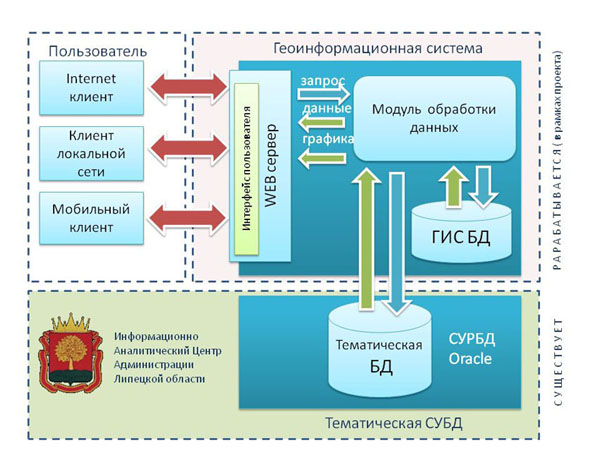 Пользователь
Internet
клиент
Клиент
локальной
сети
Мобильный
клиент
Геоинформационная система
Интерфейс пользователя
WEB сервер
запрос
данные
графика
Модуль обработки
данных
ГИС БД
РАРАБАТЫВАЕТСЯ (в рамках проекта)
Информационно
Аналитический Центр
Администрации
Липецкой области
Тематическая
БД
СУРБД
Oracle
Тематическая СУБД
СУЩЕСТВУЕТ